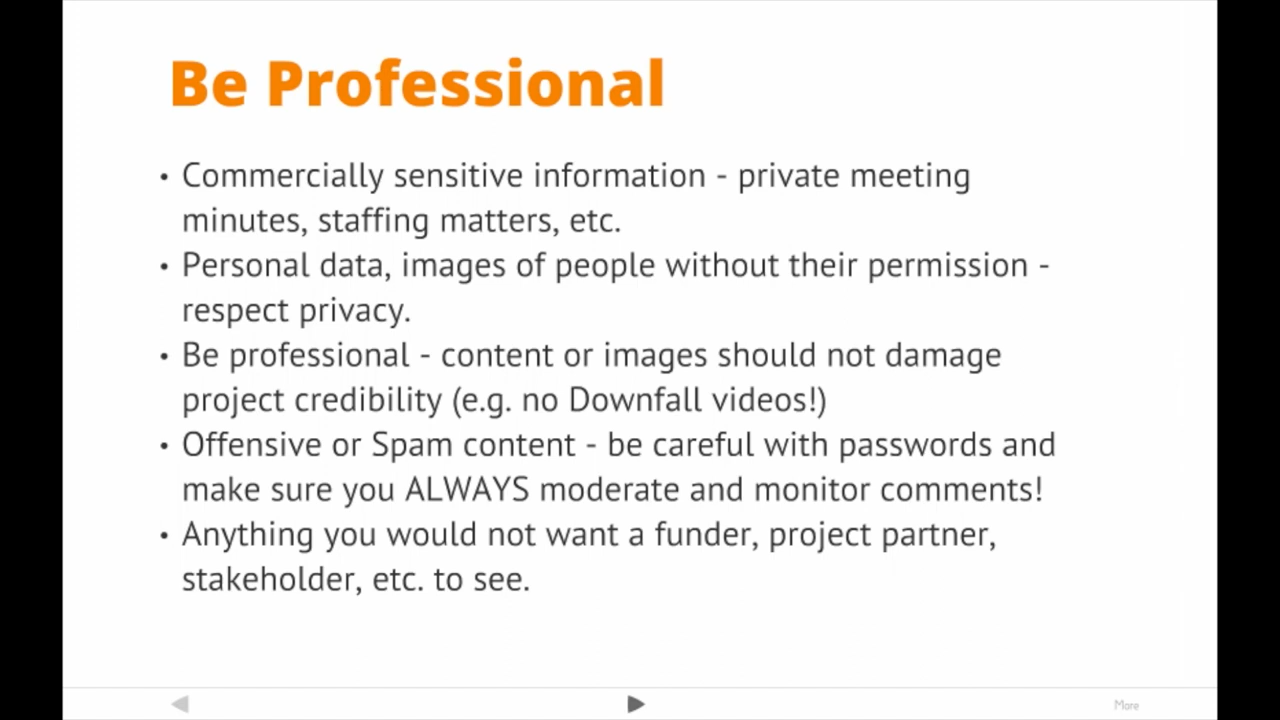 Be Professional
• Commercially sensitive information - private meeting
minutes, staffing matters, etc.
• Personal data, images of people without their permission -
respect privacy.
• Be professional - content or images should not damage
project credibility (e.g. no Downfall videos!)
• Offensive or Spam content - be careful with passwords and
make sure you ALWAYS moderate and monitor comments!
• Anything you would not want a funder, project partner,
stakeholder, etc. to see.
More